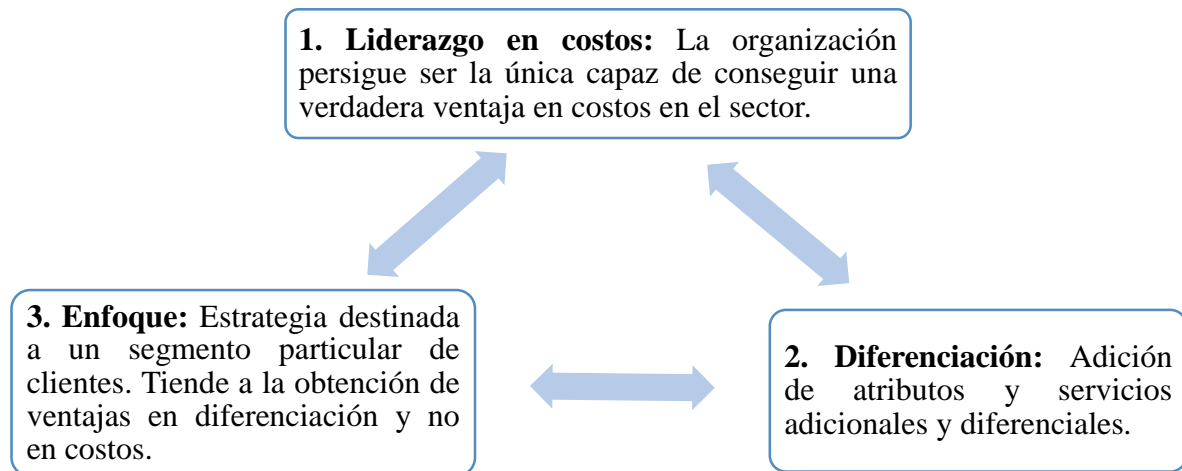 1. Liderazgo en costos: La organización
persigue ser la única capaz de conseguir una
verdadera ventaja en costos en el sector.
3. Enfoque: Estrategia destinada
a un segmento particular de
clientes. Tiende a la obtención de
ventajas en diferenciación y no
en costos.
2. Diferenciación: Adición
de atributos y servicios
adicionales y diferenciales.